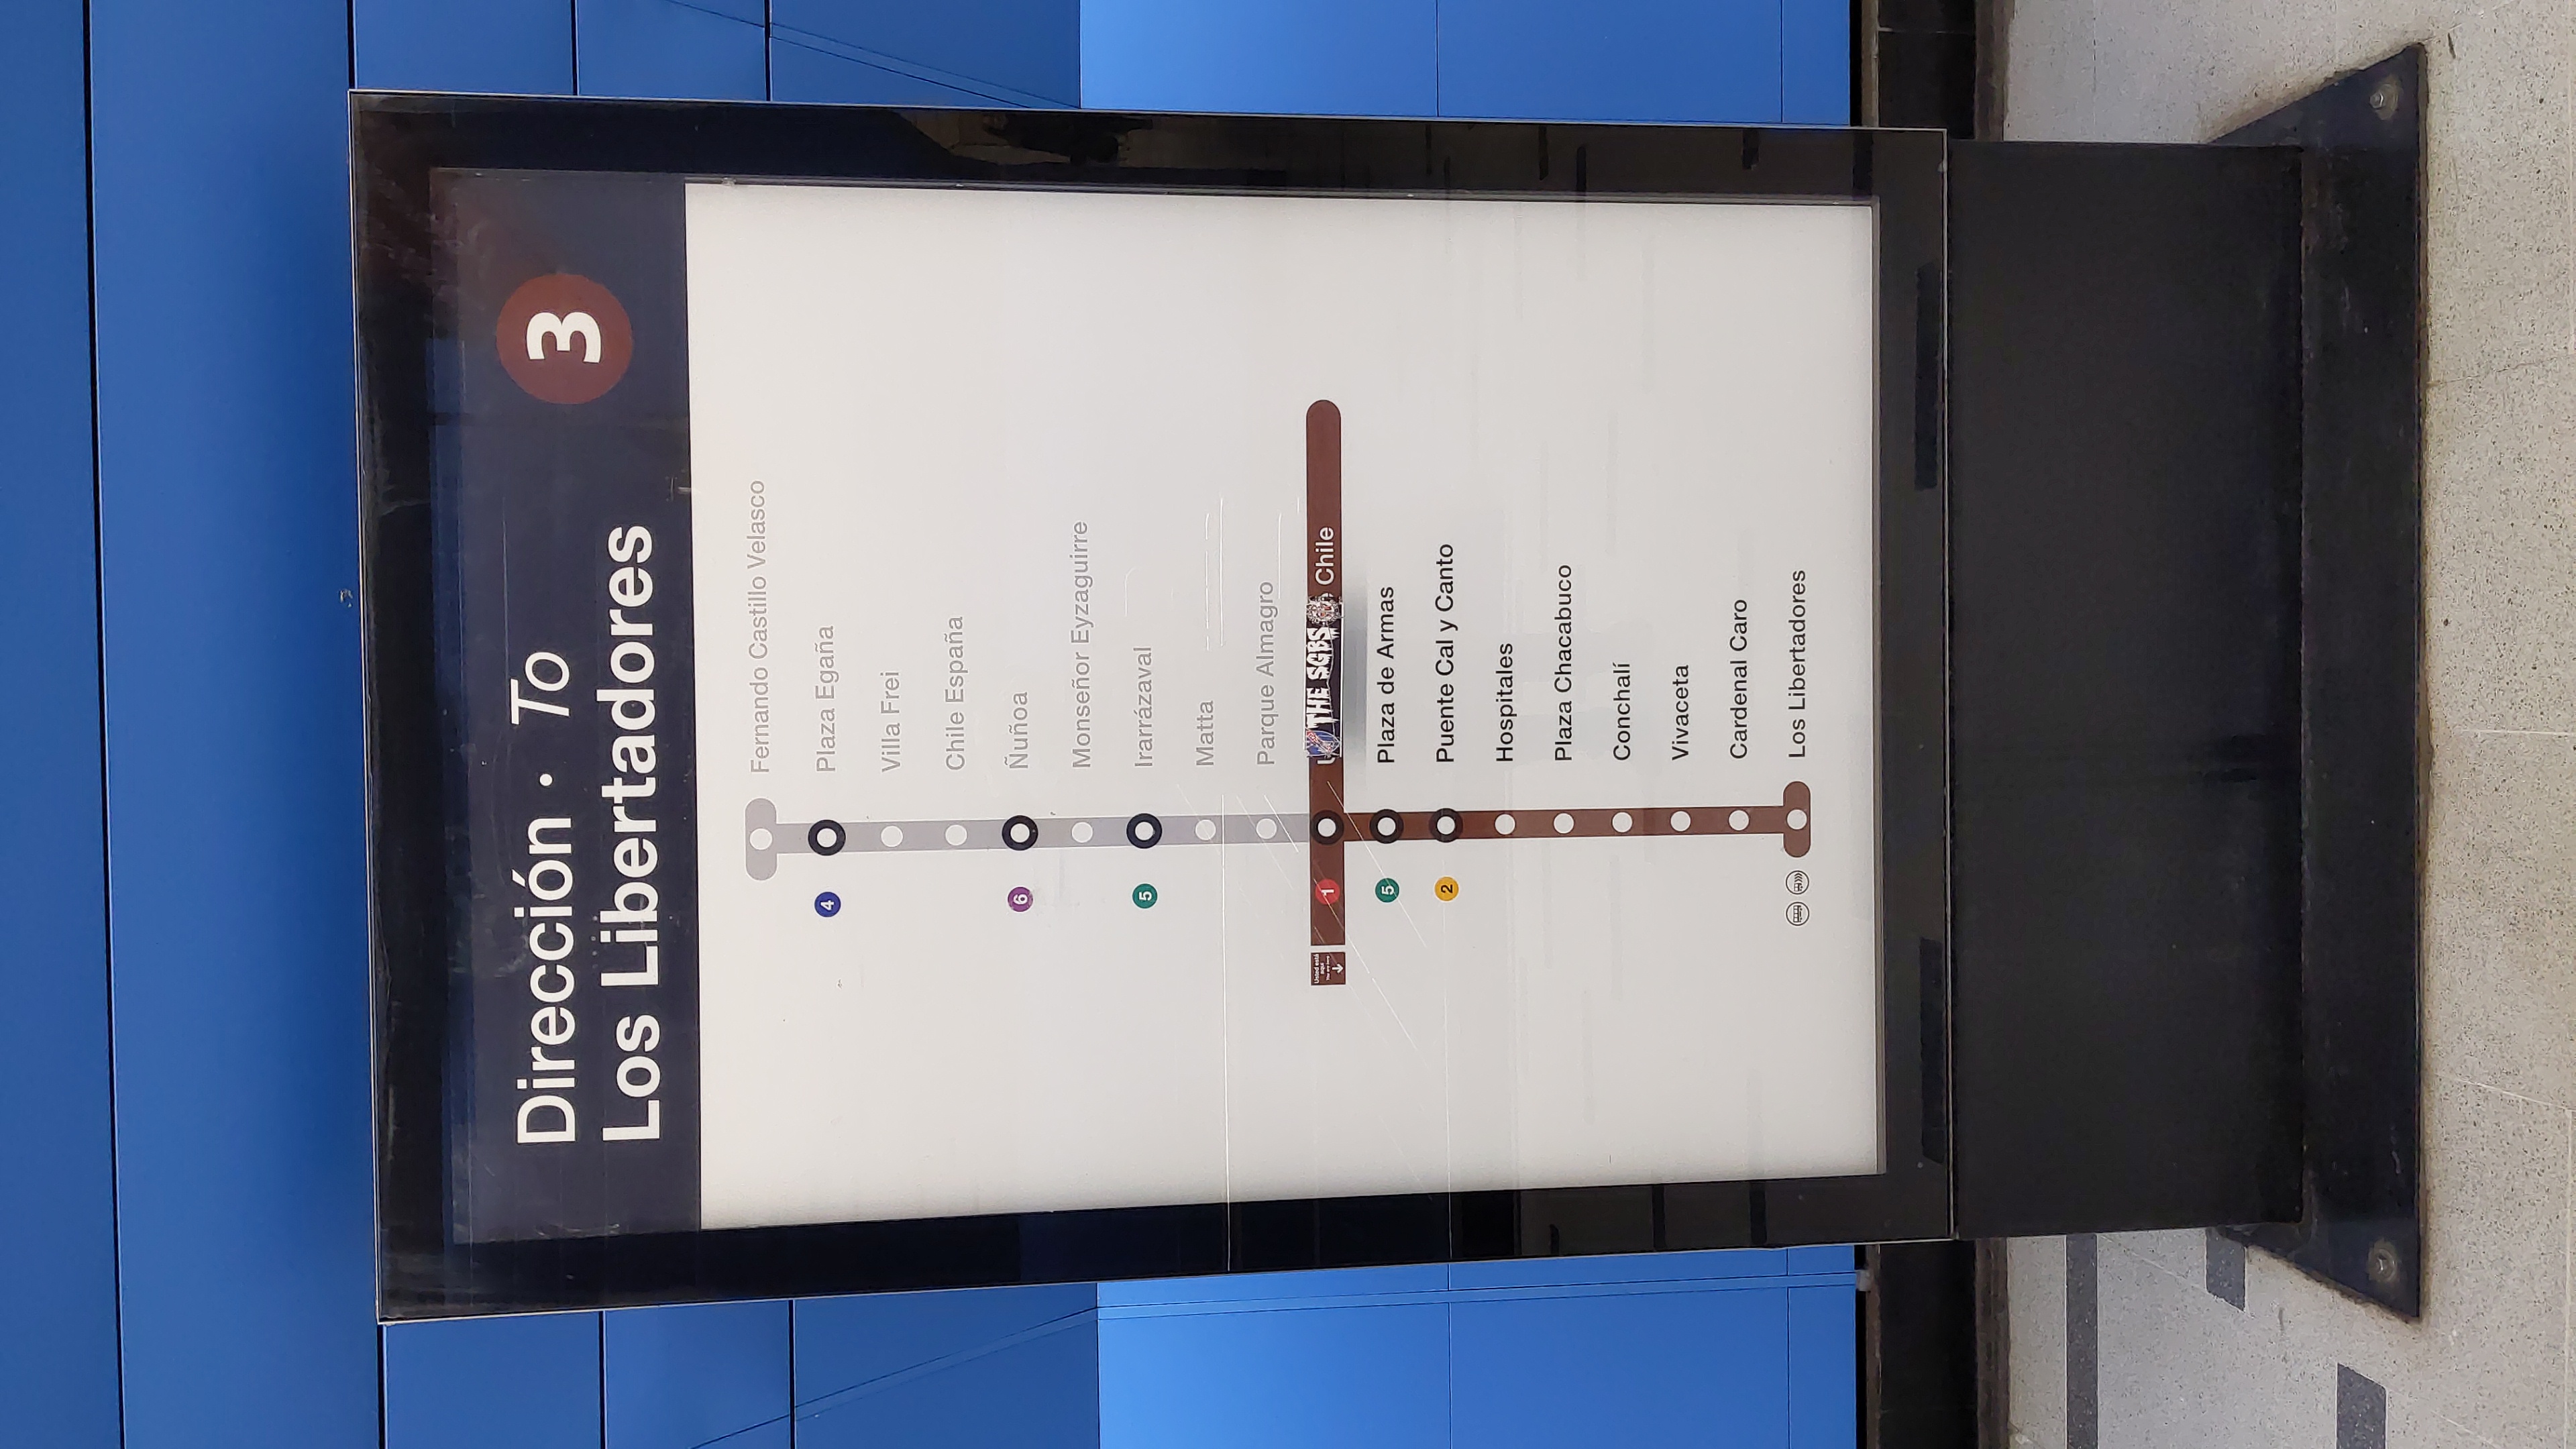 Dirección · To
Los Libertadores
3
Fernando Castillo Velasco
4 Plaza Egaña
Villa Frei
Chile España
6 Ñuñoa
Monseñor Eyzaguirre
5 Irarrázaval
Matta
Parque Almagro
Usted está
aquí
You are here
1 THE SGBS Chile
5 Plaza de Armas
2 Puente Cal y Canto
Hospitales
Plaza Chacabuco
Conchalí
Vivaceta
Cardenal Caro
Los Libertadores